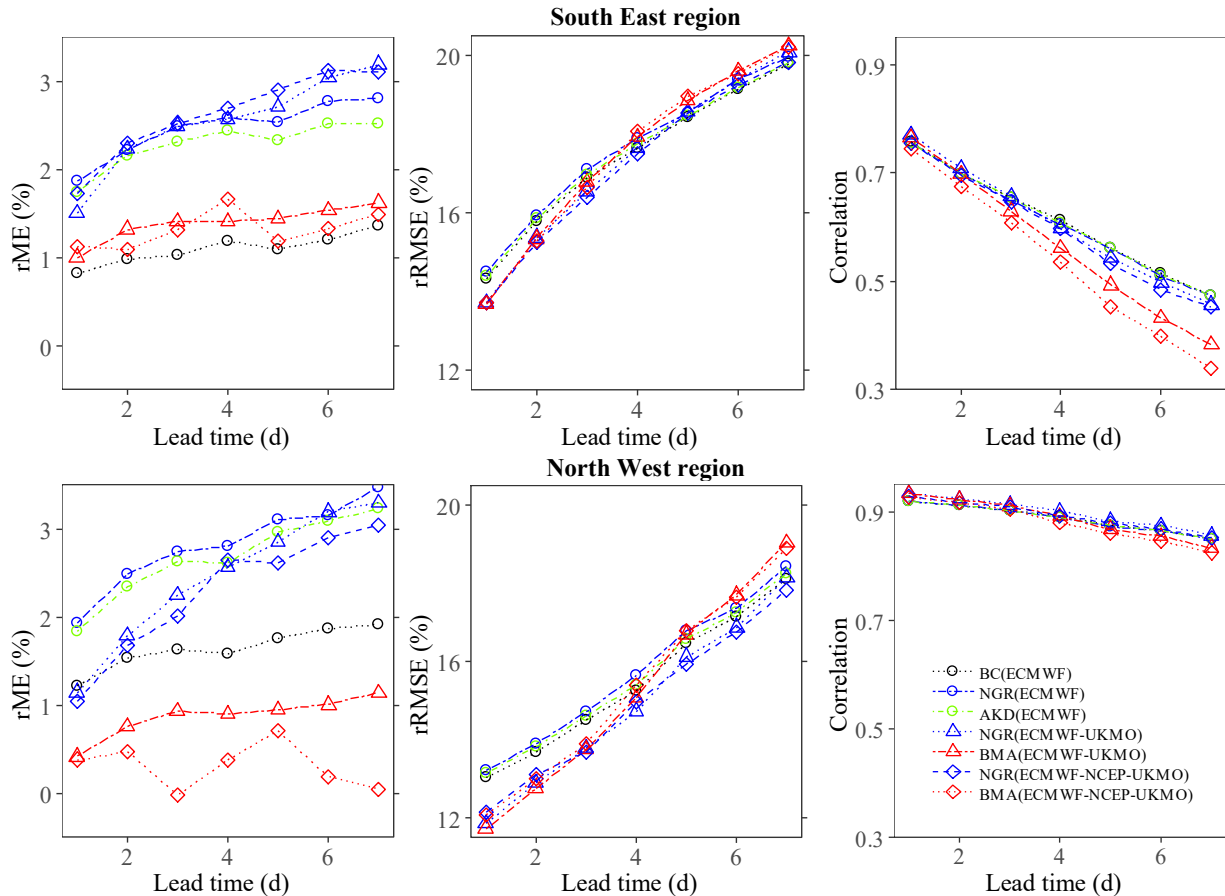 South East region
rME (%)
3
2
1
0
2
4
6
Lead time (d)
rRMSE (%)
20
16
12
2
4
6
Lead time (d)
Correlation
0.9
0.7
0.5
0.3
2
4
6
Lead time (d)
North West region
rME (%)
3
2
1
0
2
4
6
Lead time (d)
rRMSE (%)
20
16
12
2
4
6
Lead time (d)
Correlation
0.9
0.7
0.5
0.3
BC(ECMWF)
NGR(ECMWF)
AKD(ECMWF)
NGR(ECMWF-UKMO)
BMA(ECMWF-UKMO)
NGR(ECMWF-NCEP-UKMO)
BMA(ECMWF-NCEP-UKMO)
2
4
6
Lead time (d)